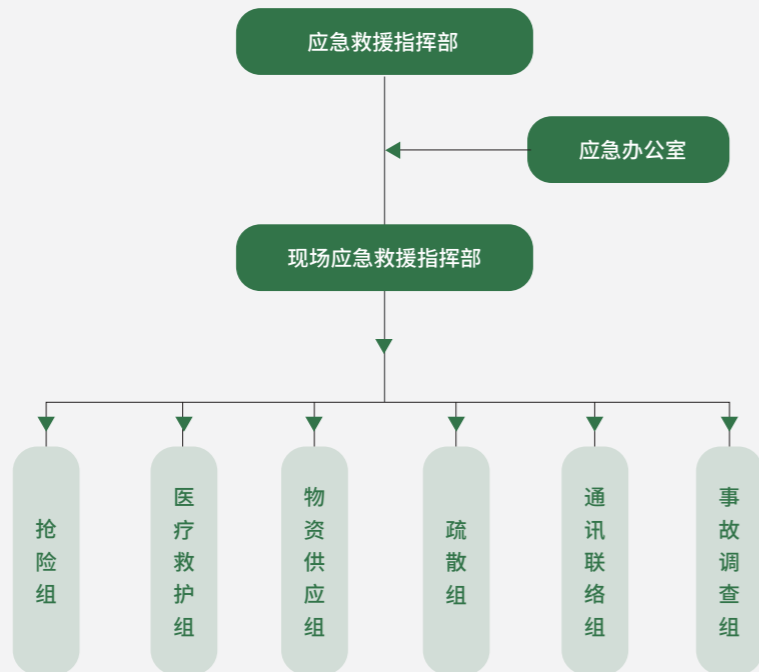 应急救援指挥部
应急办公室
现场应急救援指挥部
抢险组
医疗救护组
物资供应组
疏散组
通讯联络组
事故调查组